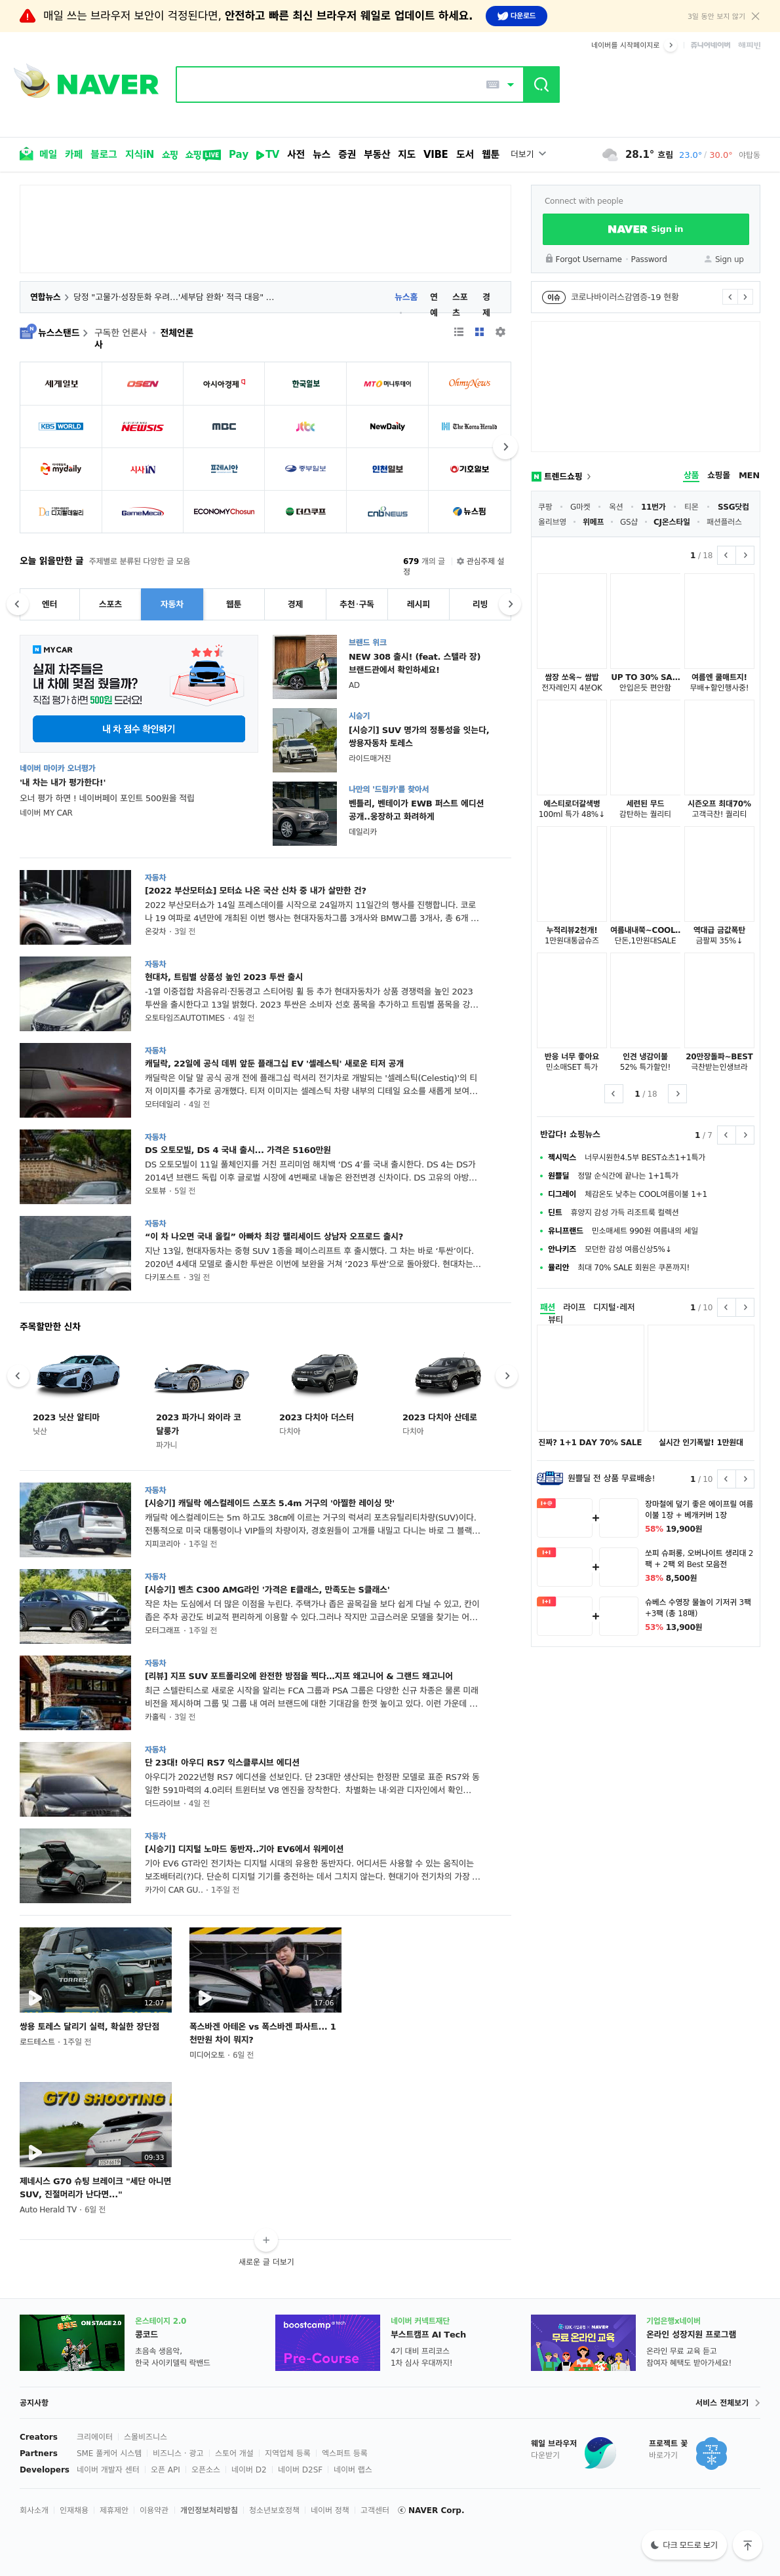 매일 쓰는 브라우저 보안이 걱정된다면, 안전하고 빠른 최신 브라우저 웨일로 업데이트 하세요. 다운로드 3일 동안 보지 않기
네이버를 시작페이지로 쥬니어네이버 해피빈
NAVER
메일 카페 블로그 지식iN 쇼핑 쇼핑LIVE Pay TV 사전 뉴스 증권 부동산 지도 VIBE 도서 웹툰 더보기 28.1° 흐림 23.0° / 30.0° 야탑동
Connect with people
NAVER Sign in
Forgot Username · Password Sign up
연합뉴스 당정 "고물가·성장둔화 우려…'세부담 완화' 적극 대응" … 뉴스홈 · 연예 스포츠 경제
이슈 코로나바이러스감염증-19 현황
뉴스스탠드 구독한 언론사 · 전체언론사
세계일보 OSEN 아시아경제 한국일보 MT 머니투데이 OhmyNews
KBS WORLD NEWSIS MBC jtbc NewDaily The Korea Herald
mydaily 시사IN 프레시안 중부일보 인천일보 기호일보
디지털데일리 GameMeca ECONOMYChosun 더스쿠프 CNBNEWS 뉴스핌
트렌드쇼핑 상품 쇼핑몰 MEN
쿠팡 · G마켓 · 옥션 · 11번가 · 티몬 · SSG닷컴
올리브영 · 위메프 · GS샵 · CJ온스타일 · 패션플러스
1 / 18
쌈장 쏘옥~ 쌈밥
전자레인지 4분OK
UP TO 30% SA...
안입은듯 편안함
여름엔 쿨매트지!
무배+할인행사중!
에스티로더갈색병
100ml 특가 48%↓
세련된 무드
감탄하는 퀄리티
시즌오프 최대70%
고객극찬! 퀄리티
누적리뷰2천개!
1만원대통굽슈즈
여름내내쭉~COOL..
단돈,1만원대SALE
역대급 금값폭탄
금팔찌 35%↓
반응 너무 좋아요
민소매SET 특가
인견 냉감이불
52% 특가할인!
20만장돌파~BEST
극찬받는인생브라
1 / 18
반갑다! 쇼핑뉴스 1 / 7
젝시믹스 너무시원한4.5부 BEST쇼츠1+1특가
원쁠딜 정말 순식간에 끝나는 1+1특가
디그레이 체감온도 낮추는 COOL여름이불 1+1
딘트 휴양지 감성 가득 리조트룩 컬렉션
유니프랜드 민소매세트 990원 여름내의 세일
안나키즈 모던한 감성 여름신상5%↓
플리안 최대 70% SALE 회원은 쿠폰까지!
패션 라이프 디지털·레저 뷰티 1 / 10
진짜? 1+1 DAY 70% SALE
실시간 인기폭발! 1만원대
원쁠딜 전 상품 무료배송! 1 / 10
장마철에 덮기 좋은 에이프릴 여름이불 1장 + 베개커버 1장
58% 19,900원
1+1
쏘피 슈퍼롱, 오버나이트 생리대 2팩 + 2팩 외 Best 모음전
38% 8,500원
1+1
슈베스 수영장 물놀이 기저귀 3팩+3팩 (총 18매)
53% 13,900원
오늘 읽을만한 글 주제별로 분류된 다양한 글 모음 679 개의 글 관심주제 설정
엔터 스포츠 자동차 웹툰 경제 추천·구독 레시피 리빙
MYCAR
실제 차주들은
내 차에 몇점 줬을까?
직접 평가 하면 500원 드려요!
내 차 점수 확인하기
네이버 마이카 오너평가
'내 차는 내가 평가한다!'
오너 평가 하면 ! 네이버페이 포인트 500원을 적립
네이버 MY CAR
브랜드 위크
NEW 308 출시! (feat. 스텔라 장)
브랜드관에서 확인하세요!
AD
시승기
[시승기] SUV 명가의 정통성을 잇는다,
쌍용자동차 토레스
라이드매거진
나만의 '드림카'를 찾아서
벤틀리, 벤테이가 EWB 퍼스트 에디션
공개..웅장하고 화려하게
데일리카
자동차
[2022 부산모터쇼] 모터쇼 나온 국산 신차 중 내가 살만한 건?
2022 부산모터쇼가 14일 프레스데이를 시작으로 24일까지 11일간의 행사를 진행합니다. 코로
나 19 여파로 4년만에 개최된 이번 행사는 현대자동차그룹 3개사와 BMW그룹 3개사, 총 6개 ...
온갖차 · 3일 전
자동차
현대차, 트림별 상품성 높인 2023 투싼 출시
-1열 이중접합 차음유리·진동경고 스티어링 휠 등 추가 현대자동차가 상품 경쟁력을 높인 2023
투싼을 출시한다고 13일 밝혔다. 2023 투싼은 소비자 선호 품목을 추가하고 트림별 품목을 강...
오토타임즈AUTOTIMES · 4일 전
자동차
캐딜락, 22일에 공식 데뷔 앞둔 플래그십 EV '셀레스틱' 새로운 티저 공개
캐딜락은 이달 말 공식 공개 전에 플래그십 럭셔리 전기차로 개발되는 '셀레스틱(Celestiq)'의 티
저 이미지를 추가로 공개했다. 티저 이미지는 셀레스틱 차량 내부의 디테일 요소를 새롭게 보여...
모터데일리 · 4일 전
자동차
DS 오토모빌, DS 4 국내 출시... 가격은 5160만원
DS 오토모빌이 11일 풀체인지를 거친 프리미엄 해치백 'DS 4'를 국내 출시한다. DS 4는 DS가
2014년 브랜드 독립 이후 글로벌 시장에 4번째로 내놓은 완전변경 신차이다. DS 고유의 아방...
오토뷰 · 5일 전
자동차
“이 차 나오면 국내 올킬” 아빠차 최강 팰리세이드 상남자 오프로드 출시?
지난 13일, 현대자동차는 중형 SUV 1종을 페이스리프트 후 출시했다. 그 차는 바로 '투싼'이다.
2020년 4세대 모델로 출시한 투싼은 이번에 보완을 거쳐 '2023 투싼'으로 돌아왔다. 현대차는...
다키포스트 · 3일 전
주목할만한 신차
2023 닛산 알티마
닛산
2023 파가니 와이라 코달룽가
파가니
2023 다치아 더스터
다치아
2023 다치아 산데로
다치아
자동차
[시승기] 캐딜락 에스컬레이드 스포츠 5.4m 거구의 '아찔한 레이싱 맛'
캐딜락 에스컬레이드는 5m 하고도 38㎝에 이르는 거구의 럭셔리 포츠유틸리티차량(SUV)이다.
전통적으로 미국 대통령이나 VIP들의 차량이자, 경호원들이 고개를 내밀고 다니는 바로 그 블랙...
지피코리아 · 1주일 전
자동차
[시승기] 벤츠 C300 AMG라인 '가격은 E클래스, 만족도는 S클래스'
작은 차는 도심에서 더 많은 이점을 누린다. 주택가나 좁은 골목길을 보다 쉽게 다닐 수 있고, 칸이
좁은 주차 공간도 비교적 편리하게 이용할 수 있다.그러나 작지만 고급스러운 모델을 찾기는 어...
모터그래프 · 1주일 전
자동차
[리뷰] 지프 SUV 포트폴리오에 완전한 방점을 찍다...지프 왜고니어 & 그랜드 왜고니어
최근 스텔란티스로 새로운 시작을 알리는 FCA 그룹과 PSA 그룹은 다양한 신규 차종은 물론 미래
비전을 제시하며 그룹 및 그룹 내 여러 브랜드에 대한 기대감을 한껏 높이고 있다. 이런 가운데 ...
카홀릭 · 3일 전
자동차
단 23대! 아우디 RS7 익스클루시브 에디션
아우디가 2022년형 RS7 에디션을 선보인다. 단 23대만 생산되는 한정판 모델로 표준 RS7와 동
일한 591마력의 4.0리터 트윈터보 V8 엔진을 장착한다. 차별화는 내·외관 디자인에서 확인...
더드라이브 · 4일 전
자동차
[시승기] 디지털 노마드 동반자..기아 EV6에서 워케이션
기아 EV6 GT라인 전기차는 디지털 시대의 유용한 동반자다. 어디서든 사용할 수 있는 움직이는
보조배터리(?)다. 단순히 디지털 기기를 충전하는 데서 그치지 않는다. 현대기아 전기차의 가장 ...
카가이 CAR GU.. · 1주일 전
TORRES
12:07
쌍용 토레스 달리기 실력, 확실한 장단점
로드테스트 · 1주일 전
17:06
폭스바겐 아테온 vs 폭스바겐 파사트... 1천만원 차이 뭐지?
미디어오토 · 6일 전
G70 SHOOTING
09:33
제네시스 G70 슈팅 브레이크 "세단 아니면 SUV, 진절머리가 난다면..."
Auto Herald TV · 6일 전
새로운 글 더보기
ON STAGE 2.0
온스테이지 2.0
콩코드
초음속 생음악,
한국 사이키델릭 락밴드
boostcamp ai tech
Pre-Course
네이버 커넥트재단
부스트캠프 AI Tech
4기 대비 프리코스
1차 심사 우대까지!
무료 온라인 교육
기업은행x네이버
온라인 성장지원 프로그램
온라인 무료 교육 듣고
참여자 혜택도 받아가세요!
공지사항 서비스 전체보기
Creators 크리에이터 스몰비즈니스
Partners SME 풀케어 시스템 비즈니스 · 광고 스토어 개설 지역업체 등록 엑스퍼트 등록
Developers 네이버 개발자 센터 오픈 API 오픈소스 네이버 D2 네이버 D2SF 네이버 랩스
웨일 브라우저
다운받기
프로젝트 꽃
바로가기
회사소개 인재채용 제휴제안 이용약관 개인정보처리방침 청소년보호정책 네이버 정책 고객센터 ⓒ NAVER Corp.
다크 모드로 보기